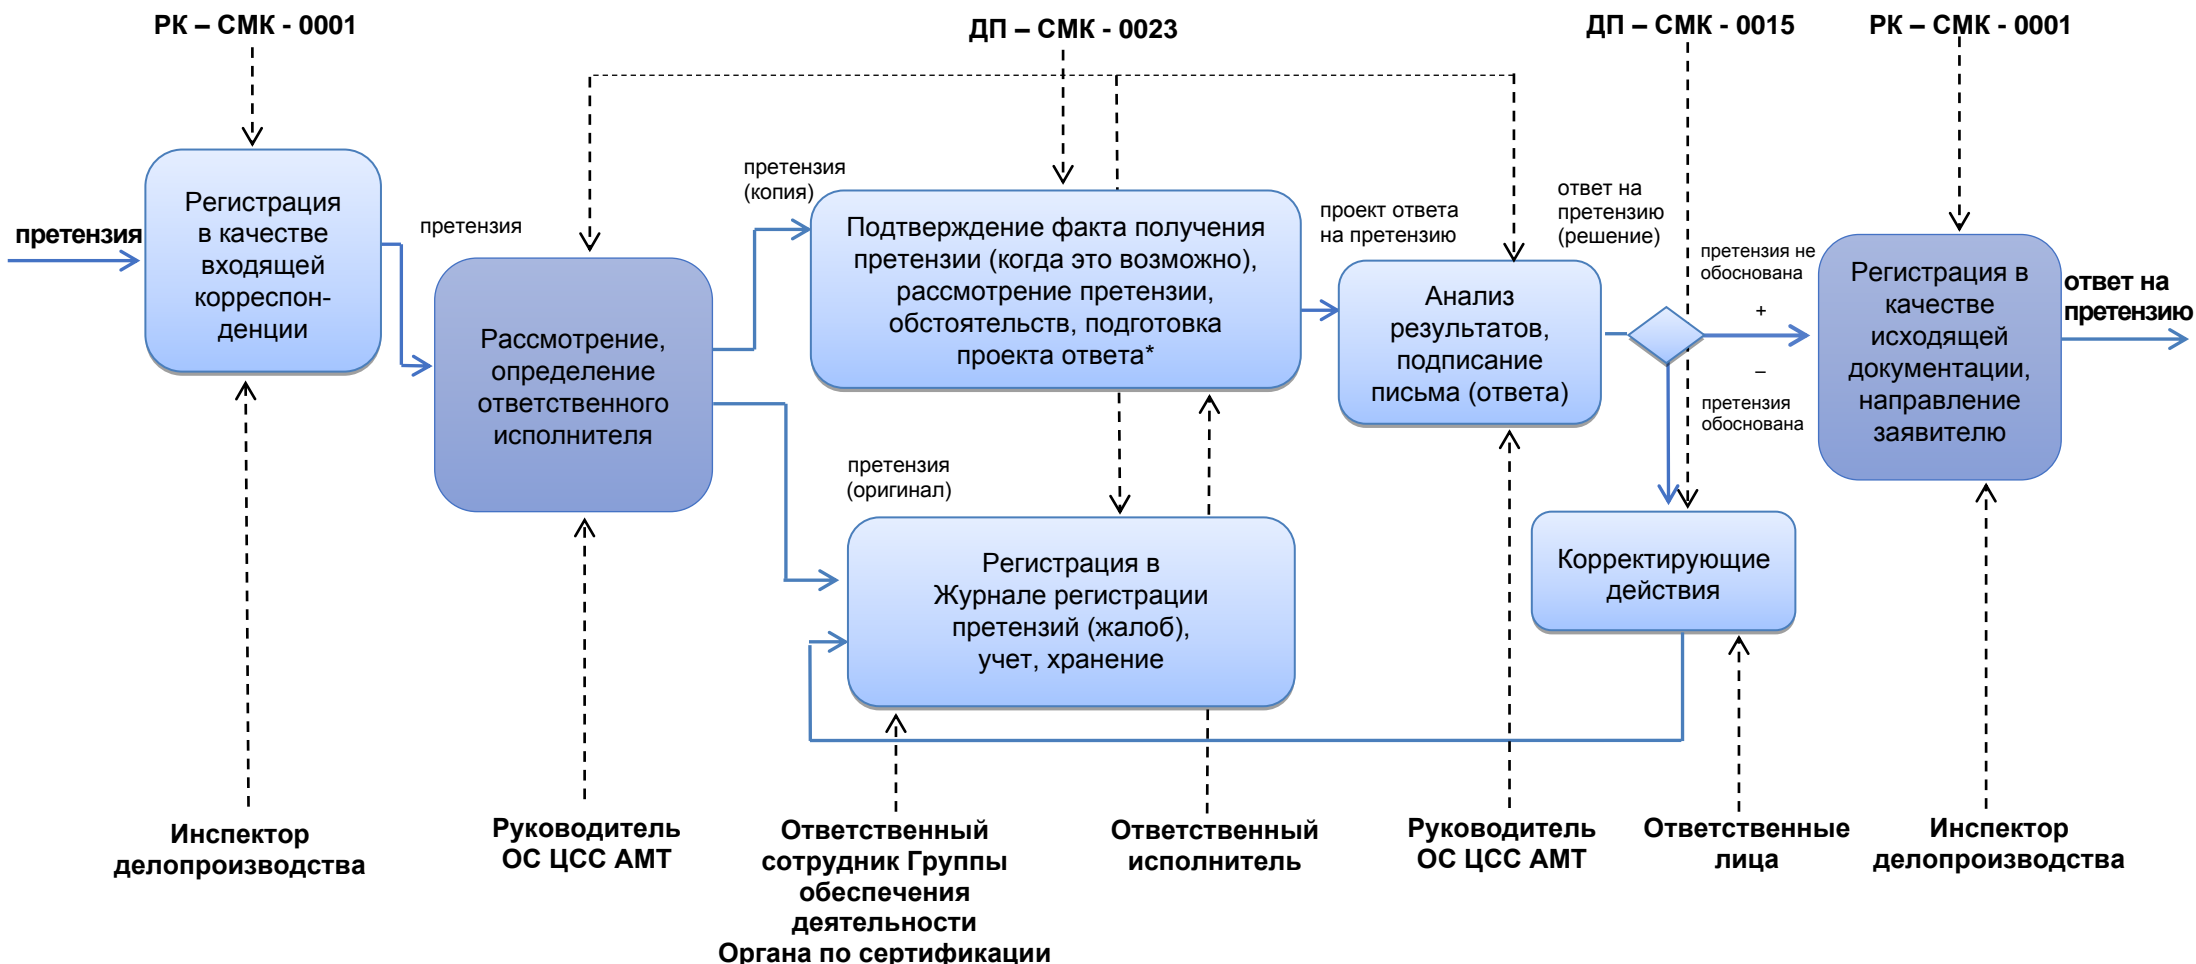 РК – СМК - 0001
ДП – СМК - 0023
ДП – СМК - 0015
РК – СМК - 0001
претензия
Регистрация
в качестве
входящей
корреспон-
денции
претензия
Рассмотрение,
определение
ответственного
исполнителя
претензия
(копия)
Подтверждение факта получения
претензии (когда это возможно),
рассмотрение претензии,
обстоятельств, подготовка
проекта ответа*
претензия
(оригинал)
Регистрация в
Журнале регистрации
претензий (жалоб),
учет, хранение
проект ответа
на претензию
Анализ
результатов,
подписание
письма (ответа)
ответ на
претензию
(решение)
претензия не
обоснована
+
–
претензия
обоснована
Корректирующие
действия
Регистрация в
качестве
исходящей
документации,
направление
заявителю
ответ на
претензию
Инспектор
делопроизводства
Руководитель
ОС ЦСС АМТ
Ответственный
сотрудник Группы
обеспечения
деятельности
Органа по сертификации
Ответственный
исполнитель
Руководитель
ОС ЦСС АМТ
Ответственные
лица
Инспектор
делопроизводства